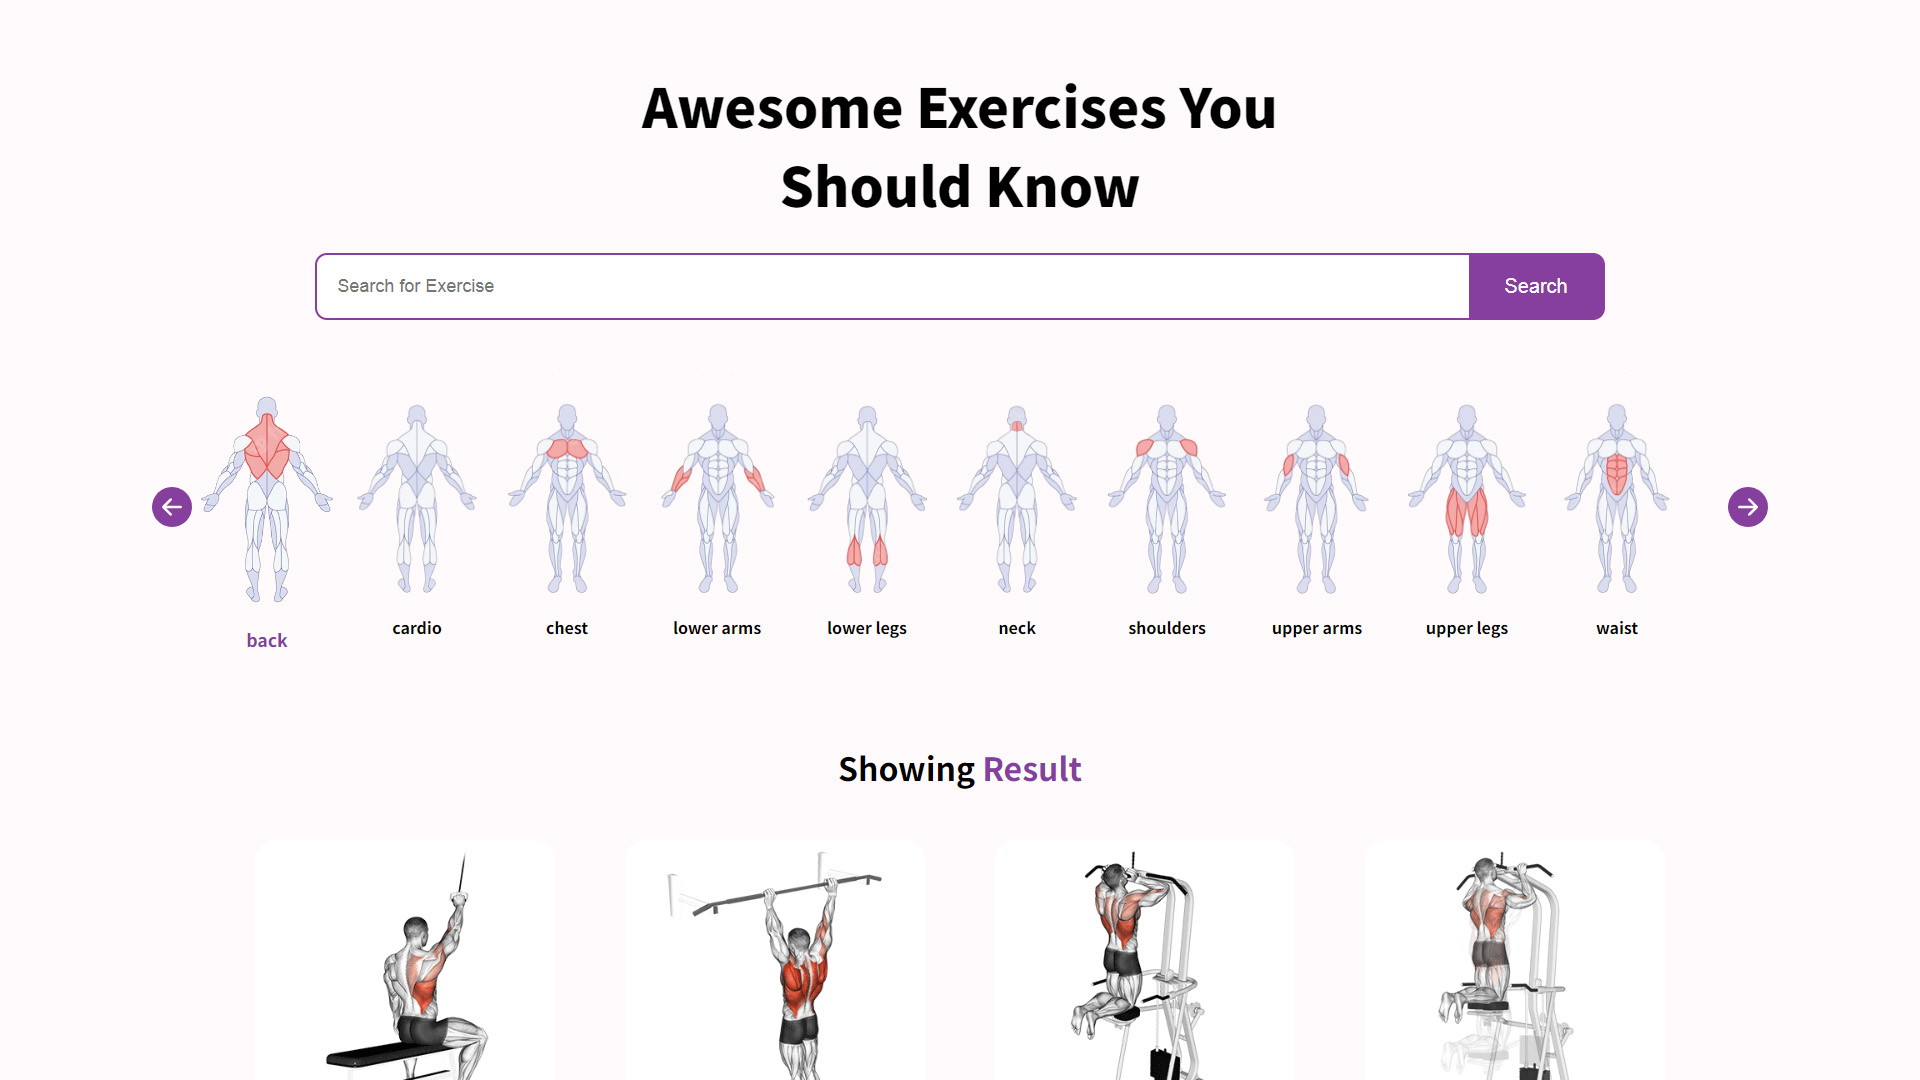 Awesome Exercises You
Should Know
Search for Exercise
Search
back
cardio
chest
lower arms
lower legs
neck
shoulders
upper arms
upper legs
waist
Showing Result